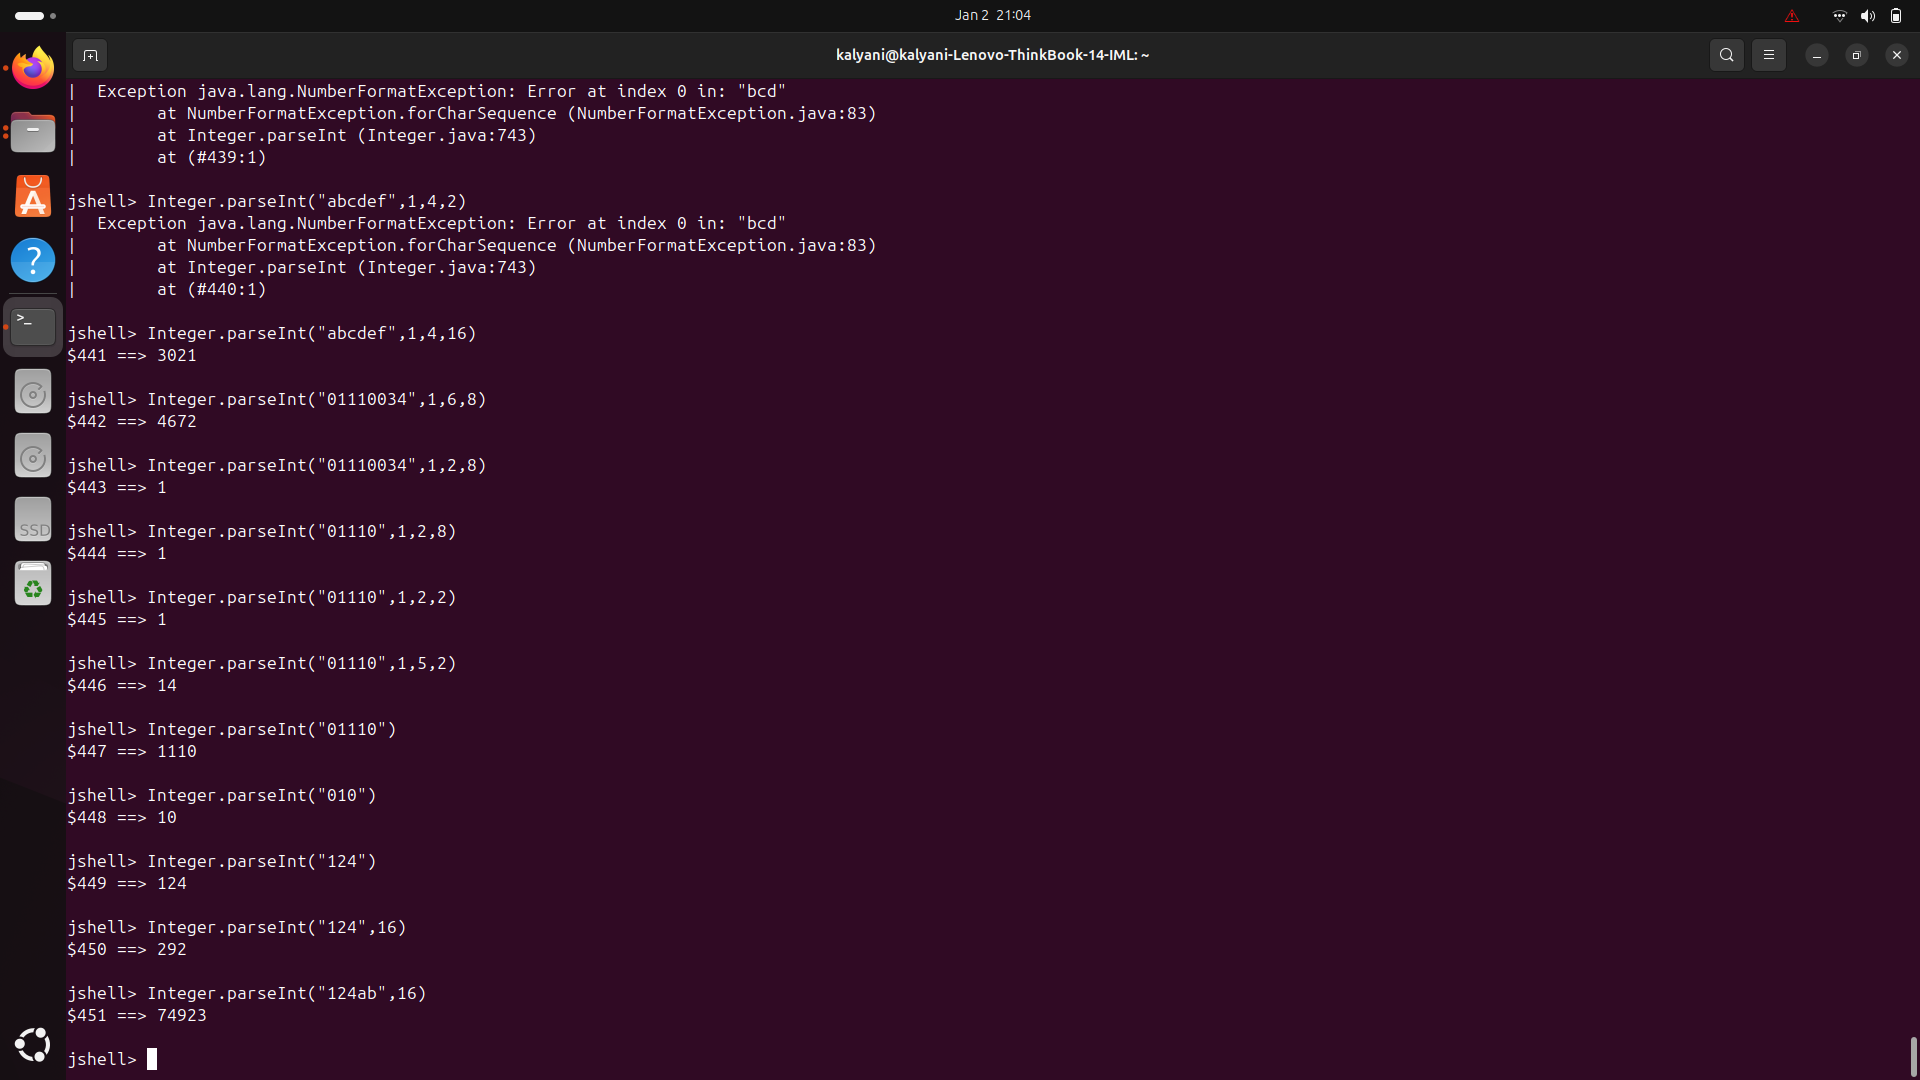 Jan 2 21:04
kalyani@kalyani-Lenovo-ThinkBook-14-IML: ~
|  Exception java.lang.NumberFormatException: Error at index 0 in: "bcd"
|        at NumberFormatException.forCharSequence (NumberFormatException.java:83)
|        at Integer.parseInt (Integer.java:743)
|        at (#439:1)
jshell> Integer.parseInt("abcdef",1,4,2)
|  Exception java.lang.NumberFormatException: Error at index 0 in: "bcd"
|        at NumberFormatException.forCharSequence (NumberFormatException.java:83)
|        at Integer.parseInt (Integer.java:743)
|        at (#440:1)
jshell> Integer.parseInt("abcdef",1,4,16)
$441 ==> 3021
jshell> Integer.parseInt("01110034",1,6,8)
$442 ==> 4672
jshell> Integer.parseInt("01110034",1,2,8)
$443 ==> 1
jshell> Integer.parseInt("01110",1,2,8)
$444 ==> 1
jshell> Integer.parseInt("01110",1,2,2)
$445 ==> 1
jshell> Integer.parseInt("01110",1,5,2)
$446 ==> 14
jshell> Integer.parseInt("01110")
$447 ==> 1110
jshell> Integer.parseInt("010")
$448 ==> 10
jshell> Integer.parseInt("124")
$449 ==> 124
jshell> Integer.parseInt("124",16)
$450 ==> 292
jshell> Integer.parseInt("124ab",16)
$451 ==> 74923
jshell>
SSD